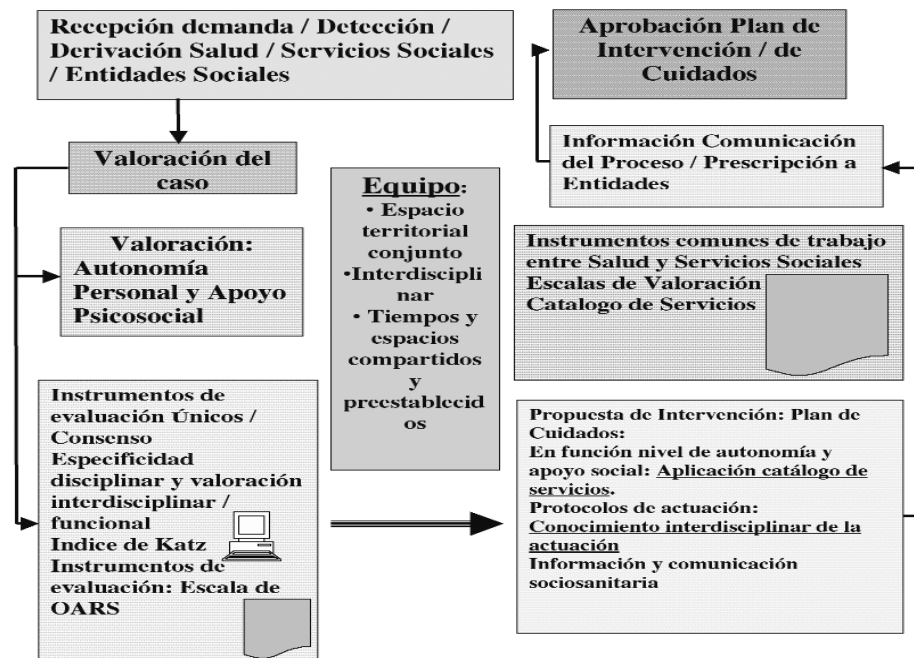 Recepción demanda / Detección /
Derivación Salud / Servicios Sociales
/ Entidades Sociales
Valoración del
caso
Valoración:
Autonomía
Personal y Apoyo
Psicosocial
Instrumentos de
evaluación Únicos /
Consenso
Especificidad
disciplinar y valoración
interdisciplinar /
funcional
Indice de Katz
Instrumentos de
evaluación: Escala de
OARS
Equipo:
• Espacio
territorial
conjunto
•Interdiscipli
nar
• Tiempos y
espacios
compartidos
y
preestablecid
os
Aprobación Plan de
Intervención / de
Cuidados
Información Comunicación
del Proceso / Prescripción a
Entidades
Instrumentos comunes de trabajo
entre Salud y Servicios Sociales
Escalas de Valoración
Catalogo de Servicios
Propuesta de Intervención: Plan de
Cuidados:
En función nivel de autonomía y
apoyo social: Aplicación catálogo de
servicios.
Protocolos de actuación:
Conocimiento interdisciplinar de la
actuación
Información y comunicación
sociosanitaria